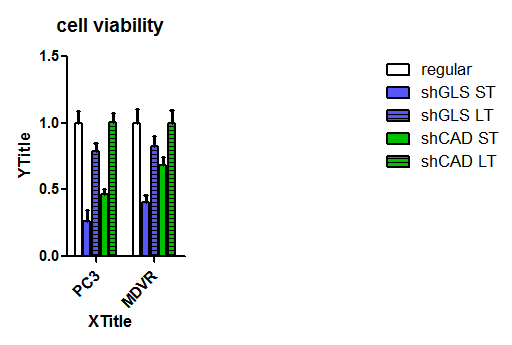 cell viability
1.5
1.0
0.5
0.0
YTitle
PC3
MDVR
XTitle
regular
shGLS ST
shGLS LT
shCAD ST
shCAD LT